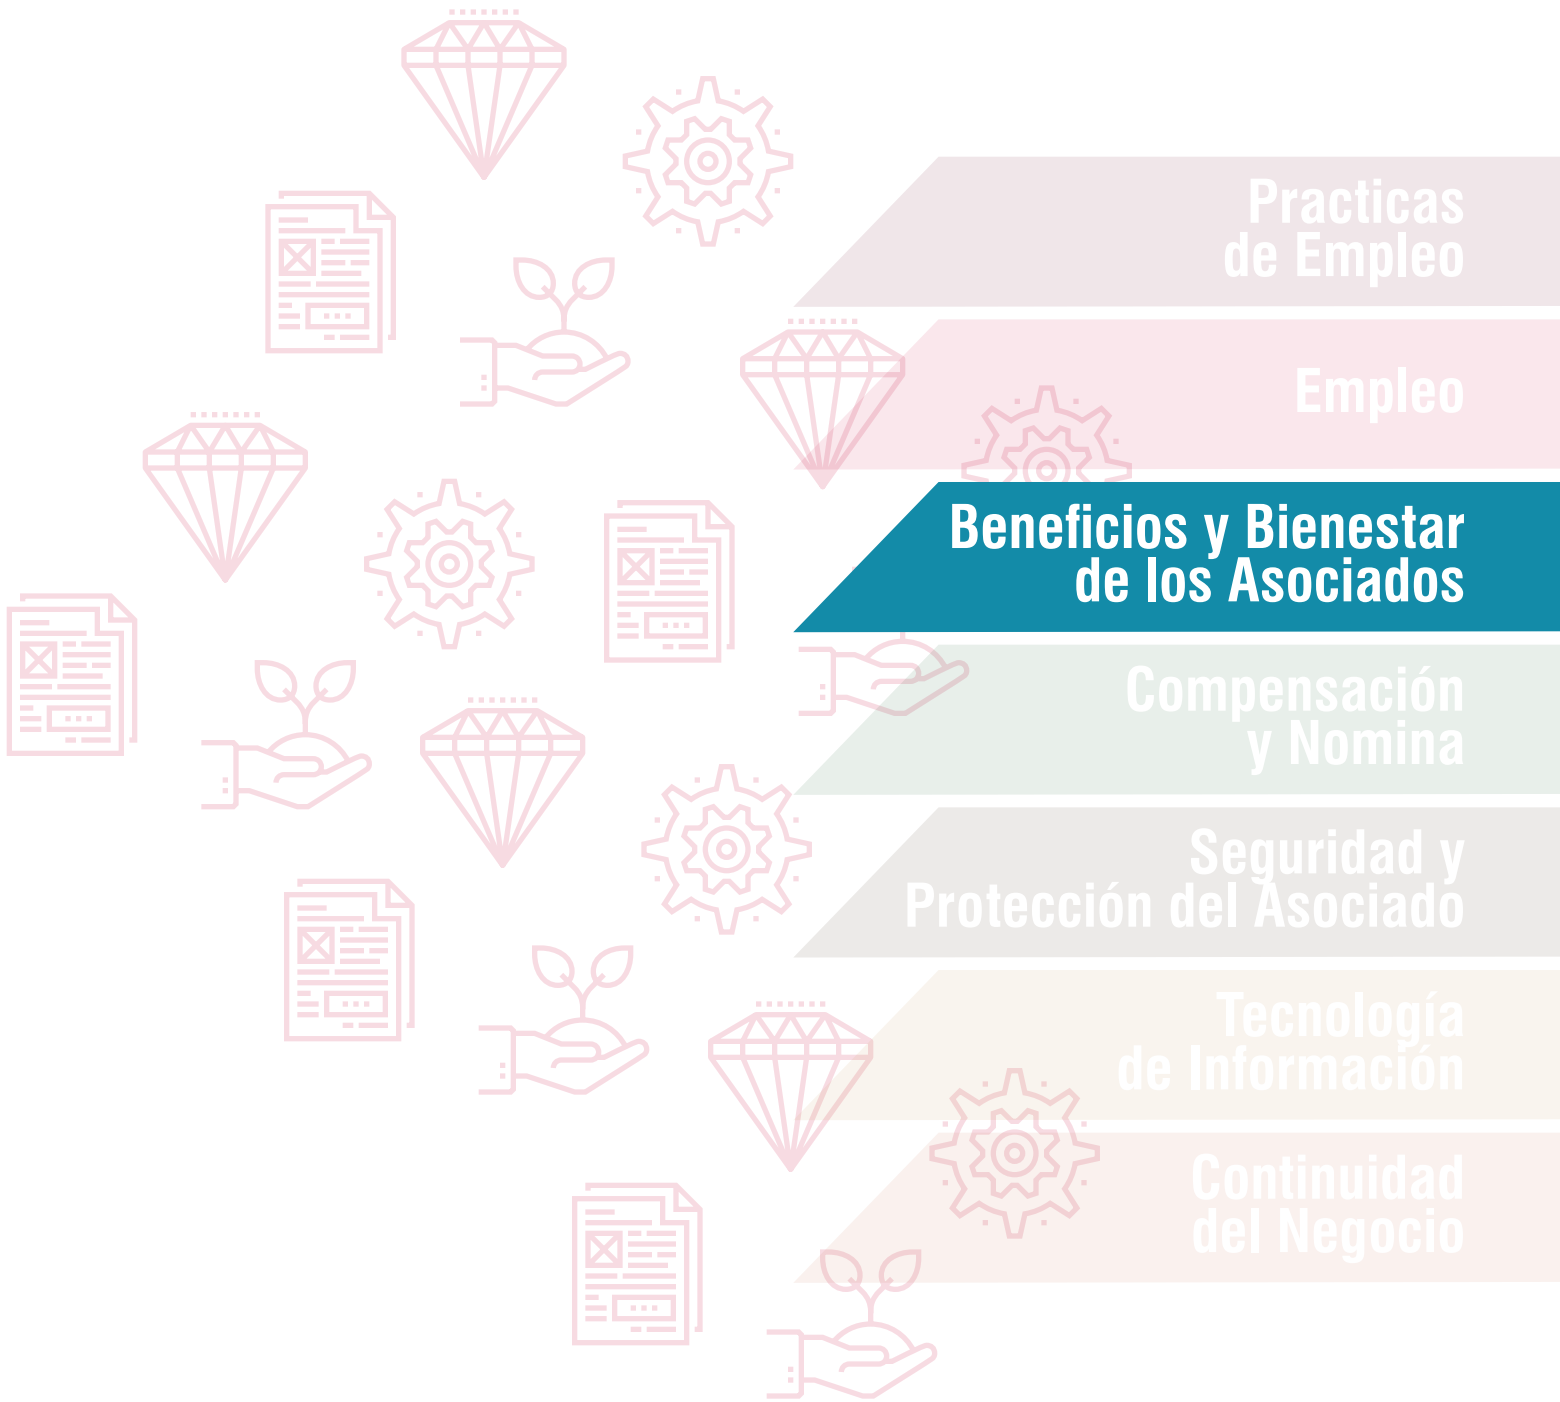 Practicas
de Empleo
Empleo
Beneficios y Bienestar
de los Asociados
Compensación
y Nomina
Seguridad y
Protección del Asociado
Tecnología
de Información
Continuidad
del Negocio